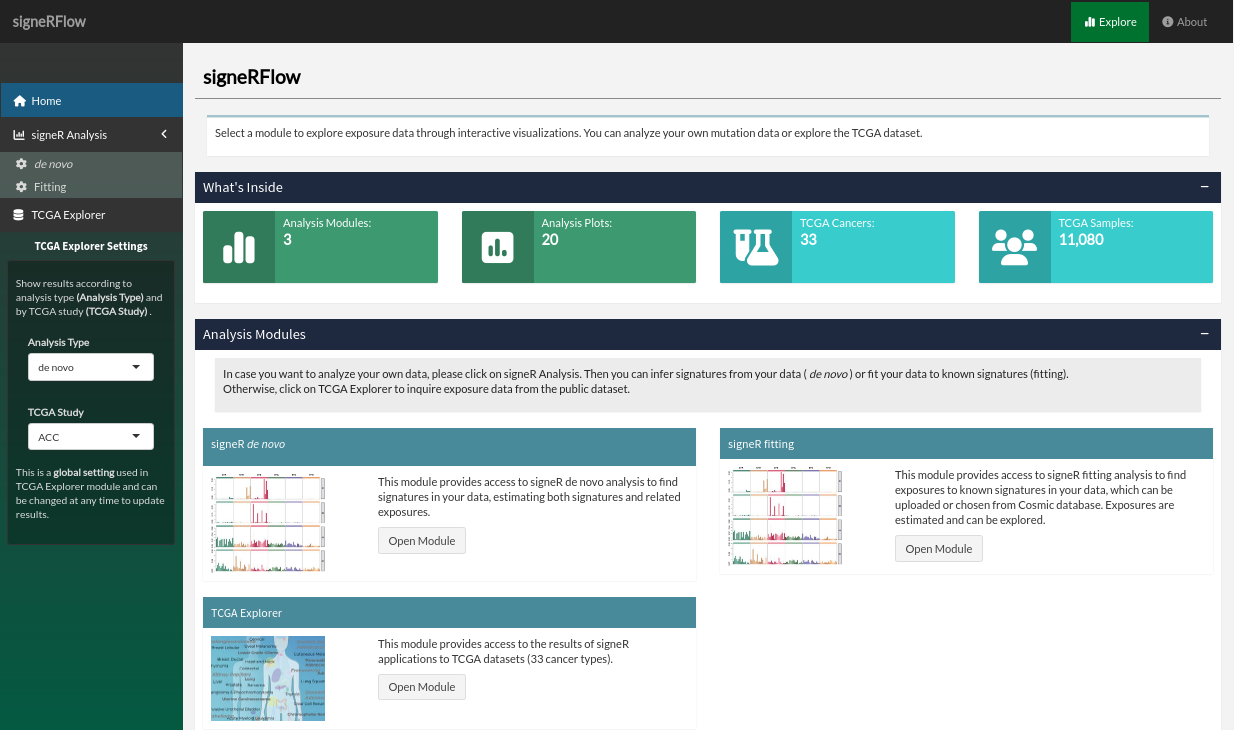 signeRFlow
Explore
About
Home
signeR Analysis
de novo
Fitting
TCGA Explorer
TCGA Explorer Settings
Show results according to
analysis type (Analysis Type) and
by TCGA study (TCGA Study) .
Analysis Type
de novo
TCGA Study
ACC
This is a global setting used in
TCGA Explorer module and can
be changed at any time to update
results.
signeRFlow
Select a module to explore exposure data through interactive visualizations. You can analyze your own mutation data or explore the TCGA dataset.
What's Inside
Analysis Modules:
3
Analysis Plots:
20
TCGA Cancers:
33
TCGA Samples:
11,080
Analysis Modules
In case you want to analyze your own data, please click on signeR Analysis. Then you can infer signatures from your data ( de novo ) or fit your data to known signatures (fitting).
Otherwise, click on TCGA Explorer to inquire exposure data from the public dataset.
signeR de novo
This module provides access to signeR de novo analysis to find
signatures in your data, estimating both signatures and related
exposures.
Open Module
signeR fitting
This module provides access to signeR fitting analysis to find
exposures to known signatures in your data, which can be
uploaded or chosen from Cosmic database. Exposures are
estimated and can be explored.
Open Module
TCGA Explorer
This module provides access to the results of signeR
applications to TCGA datasets (33 cancer types).
Open Module